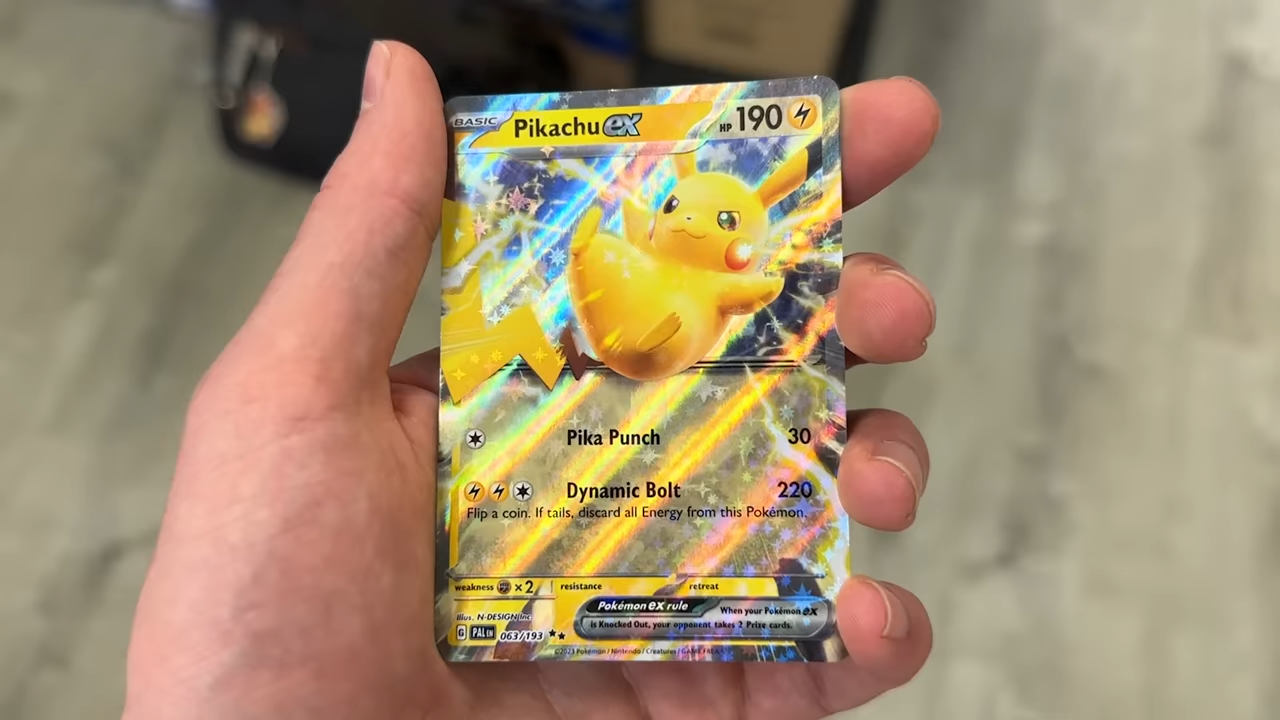 BASIC Pikachu ex HP 190
Pika Punch 30
Dynamic Bolt 220
Flip a coin. If tails, discard all Energy from this Pokémon.
weakness ×2 resistance retreat
Pokémon ex rule When your Pokémon ex
is Knocked Out, your opponent takes 2 Prize cards.
Illus. N-DESIGN Inc.
G PAL EN 063/193
©2023 Pokémon / Nintendo / Creatures / GAME FREAK